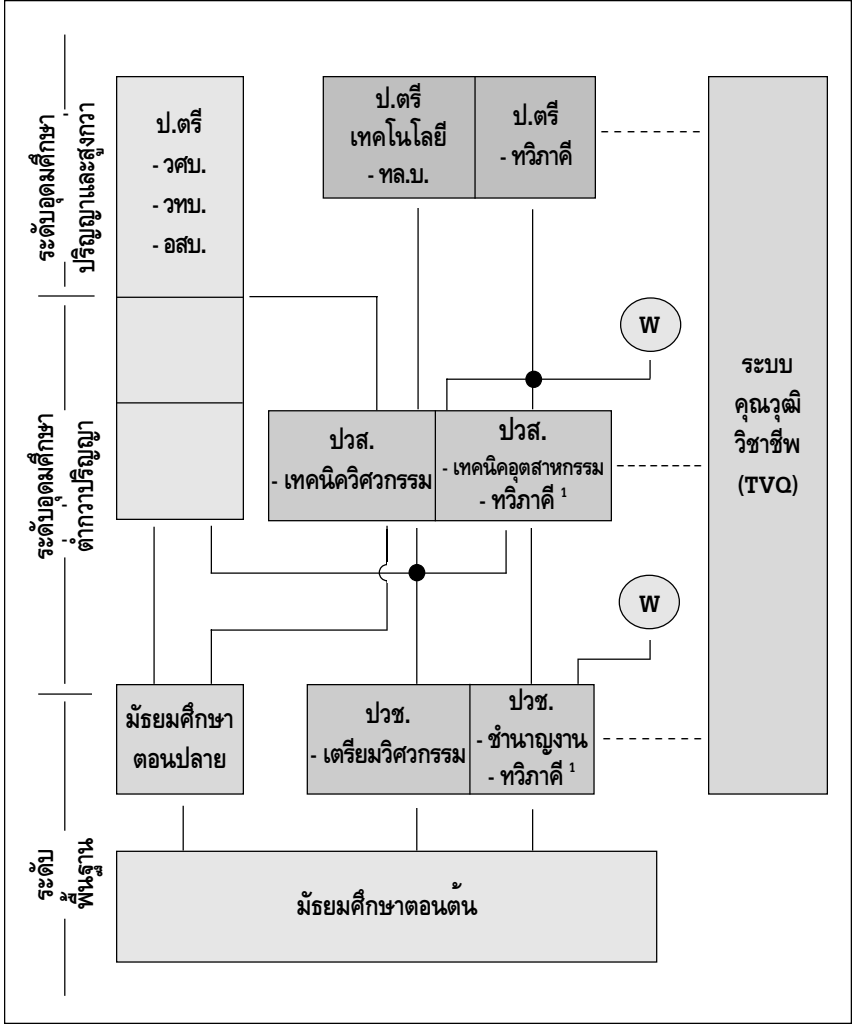 ระดับอุดมศึกษา
ปริญญาและสูงกว่า
ป.ตรี
- วศบ.
- วทบ.
- อสบ.
ป.ตรี
เทคโนโลยี
- ทล.บ.
ป.ตรี
- ทวิภาคี
W
ระบบ
คุณวุฒิ
วิชาชีพ
(TVQ)
ระดับอุดมศึกษา
ต่ำกว่าปริญญา
ปวส.
- เทคนิควิศวกรรม
ปวส.
- เทคนิคอุตสาหกรรม
- ทวิภาคี ¹
W
ระดับ
พื้นฐาน
มัธยมศึกษา
ตอนปลาย
ปวช.
- เตรียมวิศวกรรม
ปวช.
- ชำนาญงาน
- ทวิภาคี ¹
มัธยมศึกษาตอนต้น